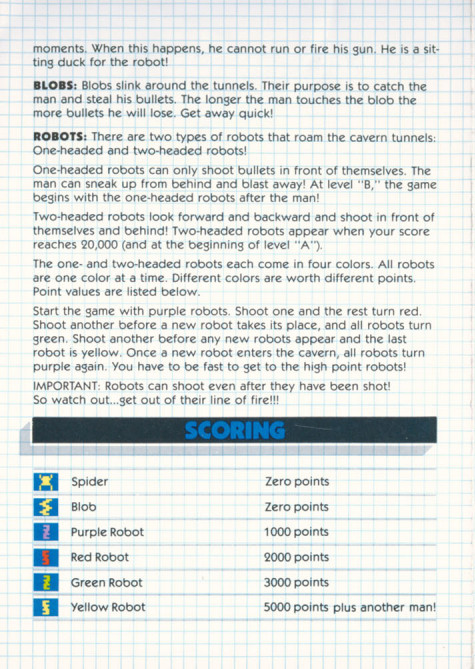 moments. When this happens, he cannot run or fire his gun. He is a sit-
ting duck for the robot!
BLOBS: Blobs slink around the tunnels. Their purpose is to catch the
man and steal his bullets. The longer the man touches the blob the
more bullets he will lose. Get away quick!
ROBOTS: There are two types of robots that roam the cavern tunnels:
One-headed and two-headed robots!
One-headed robots can only shoot bullets in front of themselves. The
man can sneak up from behind and blast away! At level "B," the game
begins with the one-headed robots after the man!
Two-headed robots look forward and backward and shoot in front of
themselves and behind! Two-headed robots appear when your score
reaches 20,000 (and at the beginning of level "A").
The one- and two-headed robots each come in four colors. All robots
are one color at a time. Different colors are worth different points.
Point values are listed below.
Start the game with purple robots. Shoot one and the rest turn red.
Shoot another before a new robot takes its place, and all robots turn
green. Shoot another before any new robots appear and the last
robot is yellow. Once a new robot enters the cavern, all robots turn
purple again. You have to be fast to get to the high point robots!
IMPORTANT: Robots can shoot even after they have been shot!
So watch out...get out of their line of fire!!!
SCORING
Spider Zero points
Blob Zero points
Purple Robot 1000 points
Red Robot 2000 points
Green Robot 3000 points
Yellow Robot 5000 points plus another man!